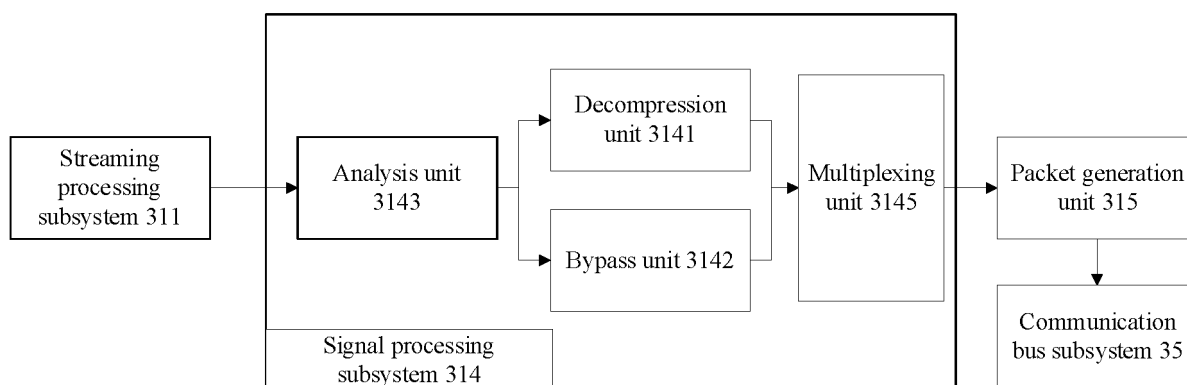 Streaming
processing
subsystem 311
Analysis unit
3143
Decompression
unit 3141
Bypass unit 3142
Multiplexing
unit 3145
Signal processing
subsystem 314
Packet generation
unit 315
Communication
bus subsystem 35